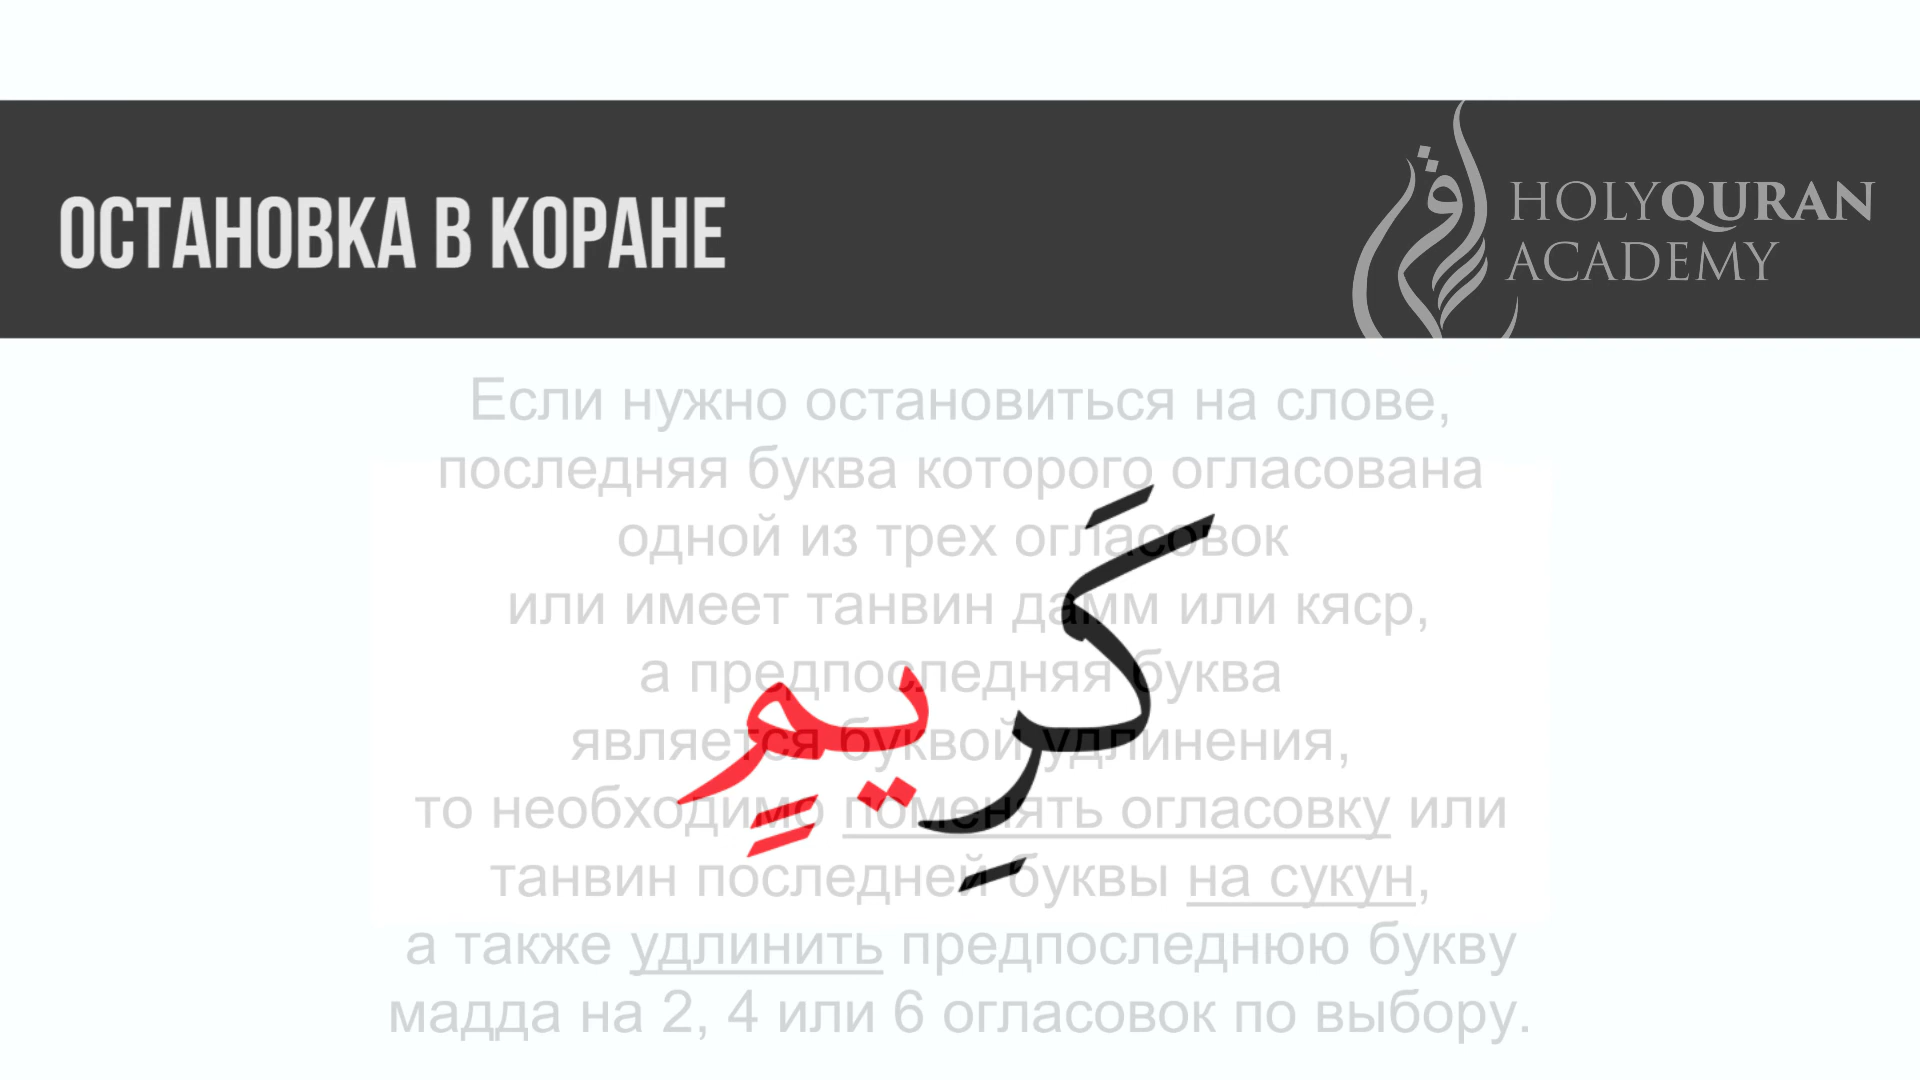 ОСТАНОВКА В КОРАНЕ
HOLYQURAN
ACADEMY
Если нужно остановиться на слове,
последняя буква которого огласована
одной из трех огласовок
или имеет танвин дамм или кяср,
а предпоследняя буква
является буквой удлинения,
то необходимо поменять огласовку или
танвин последней буквы на сукун,
а также удлинить предпоследнюю букву
мадда на 2, 4 или 6 огласовок по выбору.
كَرِيمٍ